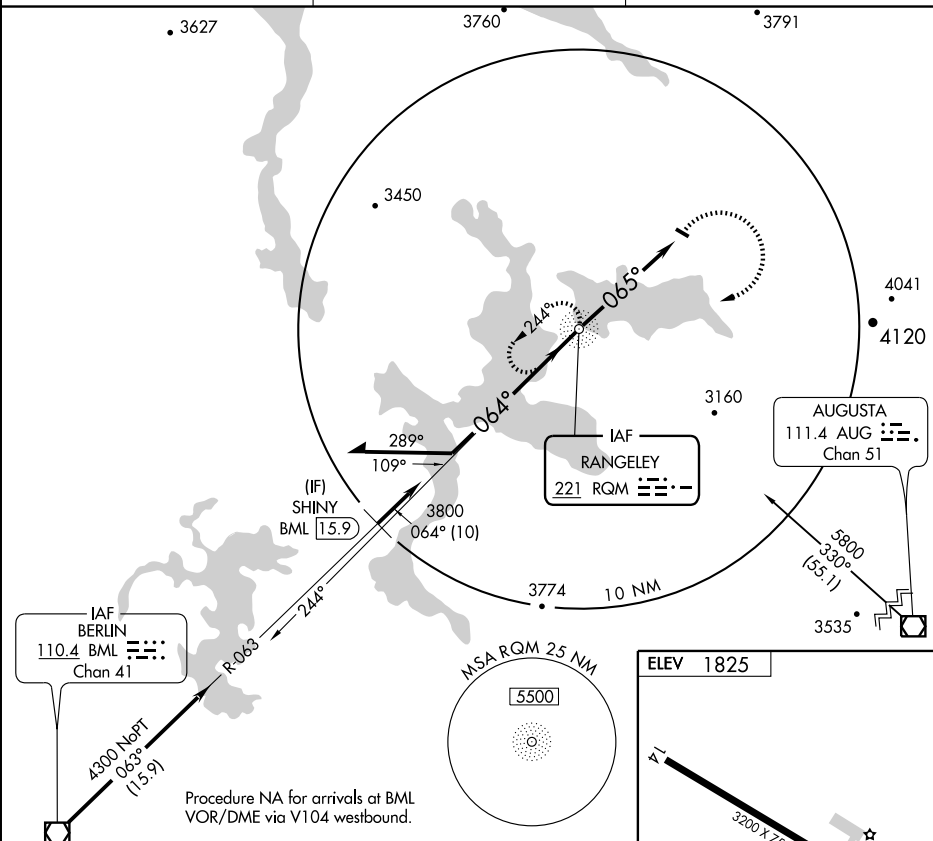 3627
3760
3791
3450
4041
4120
065°
244°
064°
3160
AUGUSTA
111.4 AUG
Chan 51
IAF
RANGELEY
221 RQM
289°
109°
(IF)
SHINY
BML 15.9
3800
064° (10)
5800
330°
(55.1)
3774
10 NM
3535
244°
R-063
IAF
BERLIN
110.4 BML
Chan 41
4300 NoPT
063°
(15.9)
MSA RQM 25 NM
5500
Procedure NA for arrivals at BML
VOR/DME via V104 westbound.
ELEV 1825
14
3200 X